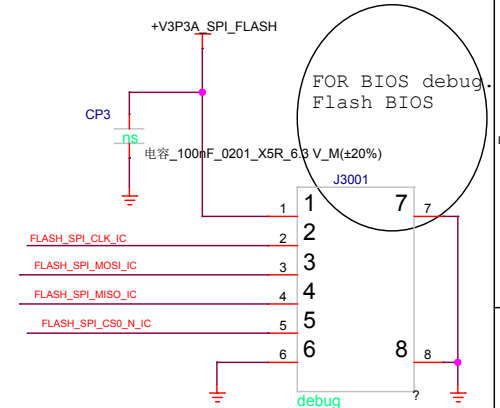 +V3P3A_SPI_FLASH
FOR BIOS debug.
Flash BIOS
CP3
ns
电容_100nF_0201_X5R_6.3 V_M(±20%)
J3001
1 1 7 7
FLASH_SPI_CLK_IC 2 2
FLASH_SPI_MOSI_IC 3 3
FLASH_SPI_MISO_IC 4 4
FLASH_SPI_CS0_N_IC 5 5
6 6 8 8
debug ?